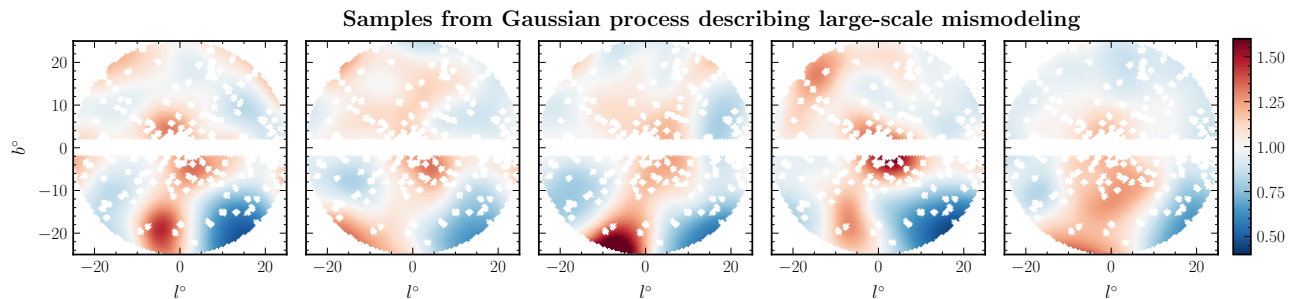 Samples from Gaussian process describing large-scale mismodeling
20
10
0
−10
−20
b°
−20 0 20
−20 0 20
−20 0 20
−20 0 20
−20 0 20
l° l° l° l° l°
1.50
1.25
1.00
0.75
0.50